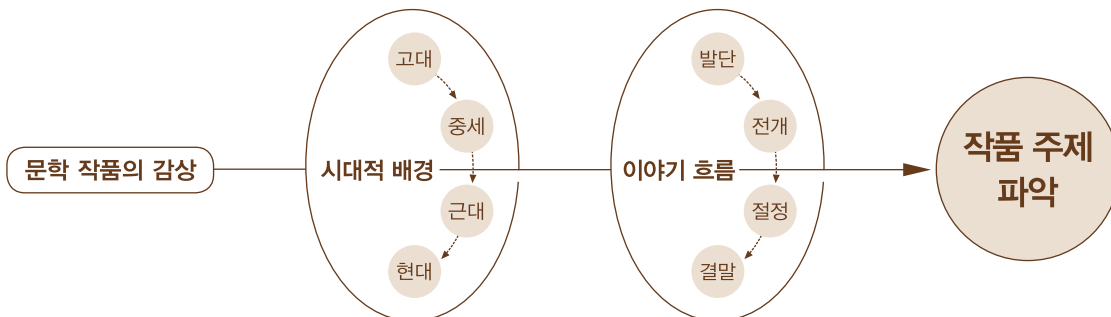 문학 작품의 감상
시대적 배경
고대
중세
근대
현대
이야기 흐름
발단
전개
절정
결말
작품 주제
파악